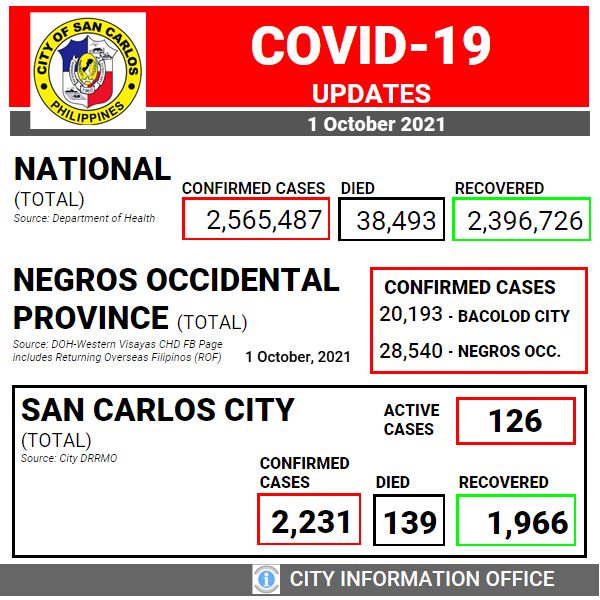 CITY OF SAN CARLOS
PHILIPPINES
COVID-19
UPDATES
1 October 2021
NATIONAL
(TOTAL)
Source: Department of Health
CONFIRMED CASES DIED RECOVERED
2,565,487 38,493 2,396,726
NEGROS OCCIDENTAL
PROVINCE (TOTAL)
Source: DOH-Western Visayas CHD FB Page
includes Returning Overseas Filipinos (ROF) 1 October, 2021
CONFIRMED CASES
20,193 - BACOLOD CITY
28,540 - NEGROS OCC.
SAN CARLOS CITY
(TOTAL)
Source: City DRRMO
ACTIVE
CASES
126
CONFIRMED
CASES DIED RECOVERED
2,231 139 1,966
CITY INFORMATION OFFICE